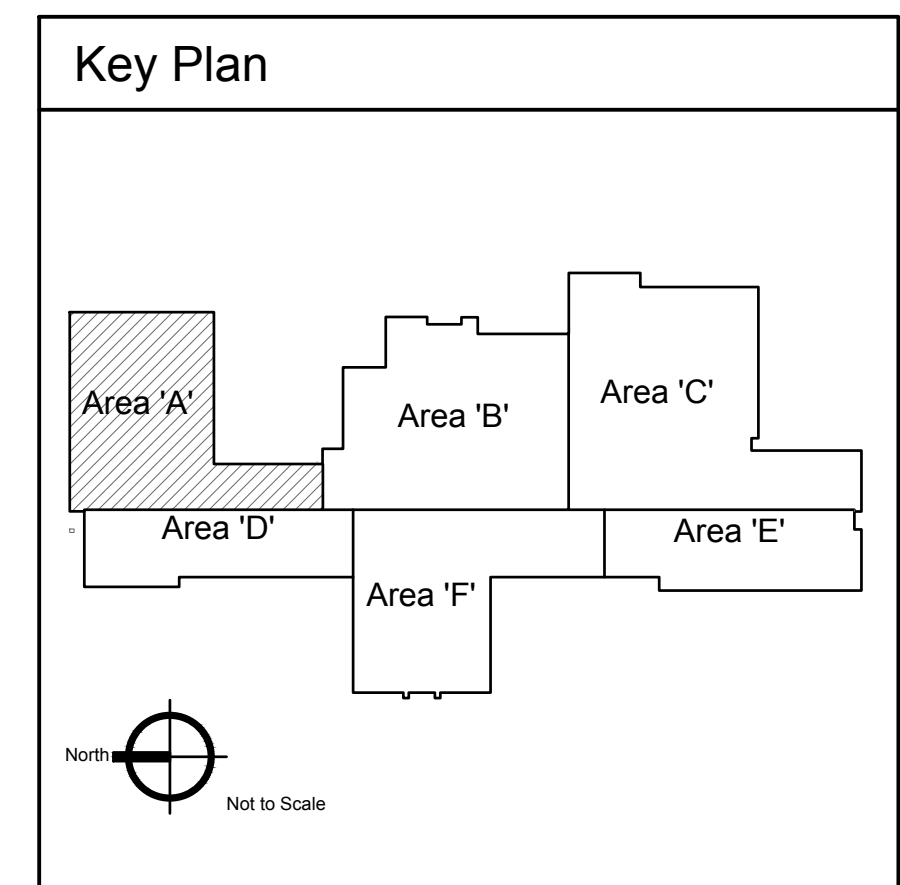 Key Plan
Area 'A'
Area 'B'
Area 'C'
Area 'D'
Area 'E'
Area 'F'
North
Not to Scale